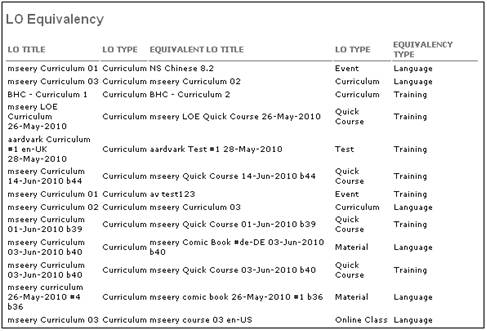 LO Equivalency
LO TITLE LO TYPE EQUIVALENT LO TITLE LO TYPE EQUIVALENCY TYPE
mseery Curriculum 01 Curriculum NS Chinese 8.2 Event Language
mseery Curriculum 03 Curriculum mseery Curriculum 02 Curriculum Language
BHC - Curriculum 1 Curriculum BHC - Curriculum 2 Curriculum Training
mseery LOE Curriculum 26-May-2010 Curriculum mseery LOE Quick Course 26-May-2010 Quick Course Training
aardvark Curriculum #1 en-UK 28-May-2010 Curriculum aardvark Test #1 28-May-2010 Test Training
mseery Curriculum 14-Jun-2010 b44 Curriculum mseery Quick Course 14-Jun-2010 b44 Quick Course Training
mseery Curriculum 01 Curriculum av test123 Event Training
mseery Curriculum 02 Curriculum mseery Curriculum 03 Curriculum Language
mseery Curriculum 01-Jun-2010 b39 Curriculum mseery Quick Course 01-Jun-2010 b39 Quick Course Training
mseery Curriculum 03-Jun-2010 b40 Curriculum mseery Comic Book #de-DE 03-Jun-2010 b40 Material Language
mseery Curriculum 03-Jun-2010 b40 Curriculum mseery Quick Course 03-Jun-2010 b40 Quick Course Training
mseery curriculum 26-May-2010 #4 b36 Curriculum mseery comic book 26-May-2010 #1 b36 Material Language
mseery Curriculum 03 Curriculum mseery course 03 en-US Online Class Language